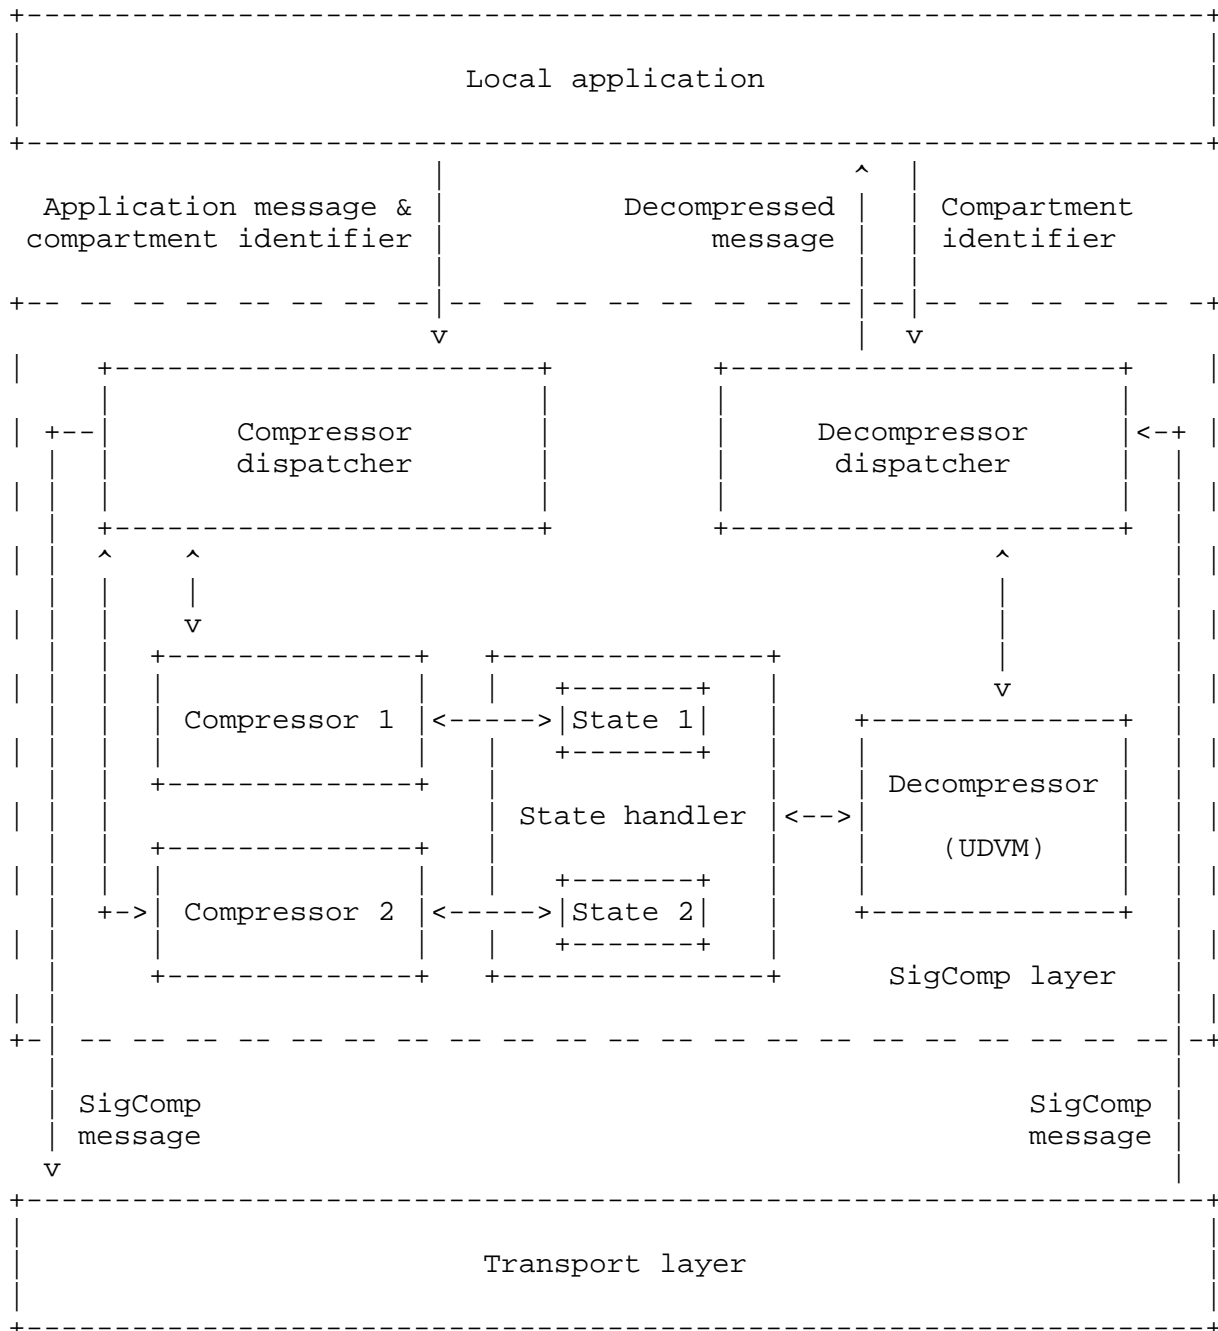 Local application
Application message &
compartment identifier
Decompressed
message
Compartment
identifier
Compressor
dispatcher
Decompressor
dispatcher
Compressor 1
State 1
Decompressor
(UDVM)
State handler
Compressor 2
State 2
SigComp layer
SigComp
message
SigComp
message
Transport layer